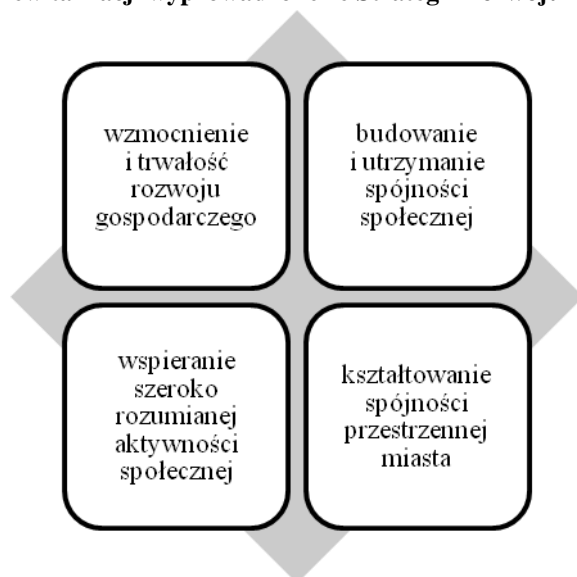 wzmocnienie
i trwałość
rozwoju
gospodarczego
budowanie
i utrzymanie
spójności
społecznej
wspieranie
szeroko
rozumianej
aktywności
społecznej
kształtowanie
spójności
przestrzennej
miasta